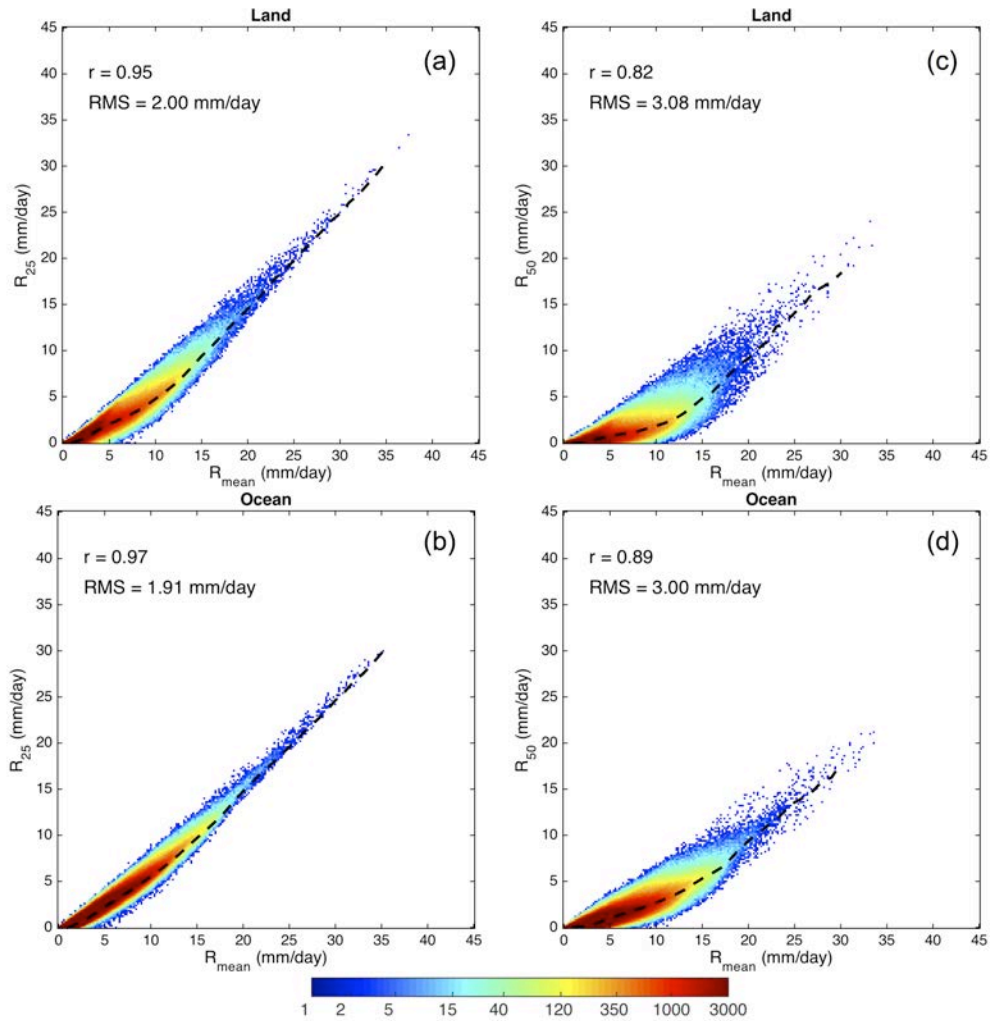 Land
(a)
r = 0.95
RMS = 2.00 mm/day
45
40
35
30
25
20
15
10
5
0
R25 (mm/day)
0 5 10 15 20 25 30 35 40 45
Rmean (mm/day)
Land
(c)
r = 0.82
RMS = 3.08 mm/day
45
40
35
30
25
20
15
10
5
0
R50 (mm/day)
0 5 10 15 20 25 30 35 40 45
Rmean (mm/day)
Ocean
(b)
r = 0.97
RMS = 1.91 mm/day
45
40
35
30
25
20
15
10
5
0
R25 (mm/day)
0 5 10 15 20 25 30 35 40 45
Rmean (mm/day)
Ocean
(d)
r = 0.89
RMS = 3.00 mm/day
45
40
35
30
25
20
15
10
5
0
R50 (mm/day)
0 5 10 15 20 25 30 35 40 45
Rmean (mm/day)
1 2 5 15 40 120 350 1000 3000